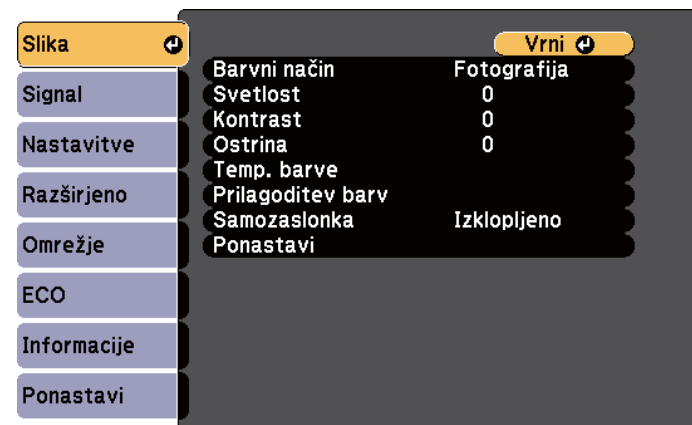 Slika
Signal
Nastavitve
Razširjeno
Omrežje
ECO
Informacije
Ponastavi
Vrni
Barvni način Fotografija
Svetlost 0
Kontrast 0
Ostrina 0
Temp. barve
Prilagoditev barv
Samozaslonka Izklopljeno
Ponastavi